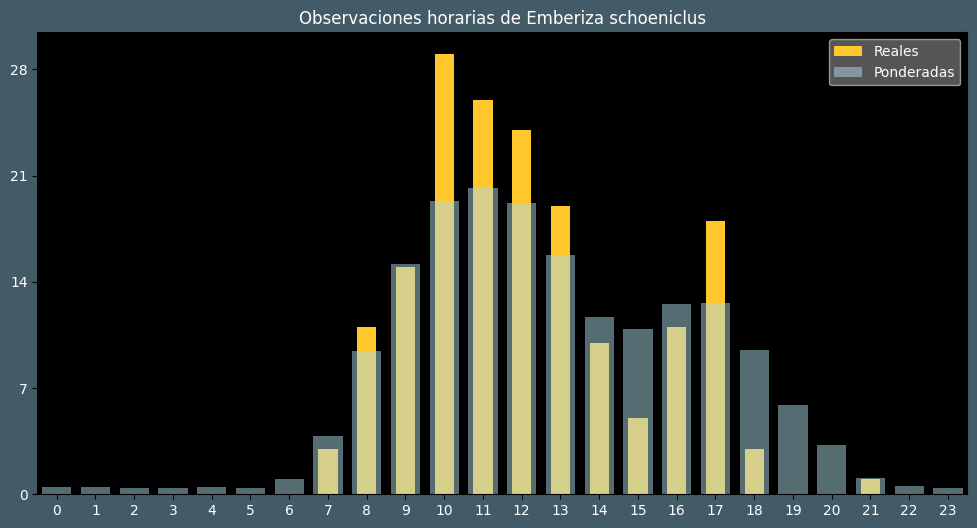 Observaciones horarias de Emberiza schoeniclus
Reales
Ponderadas
28
21
14
7
0
0 1 2 3 4 5 6 7 8 9 10 11 12 13 14 15 16 17 18 19 20 21 22 23